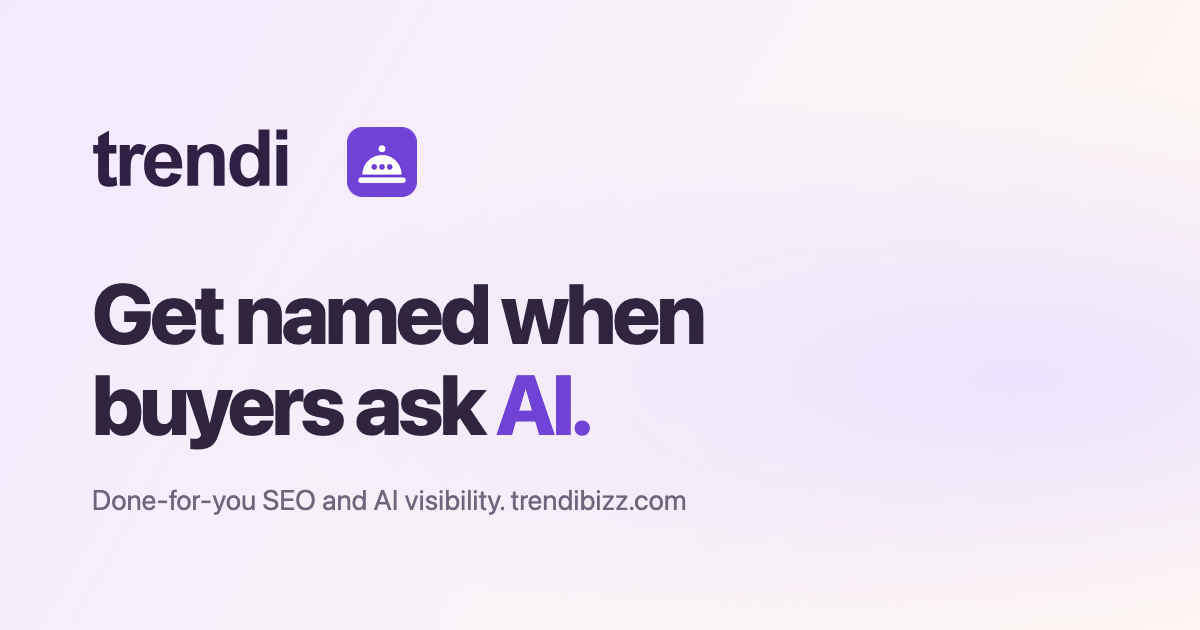 trendi
Get named when
buyers ask AI.
Done-for-you SEO and AI visibility. trendibizz.com